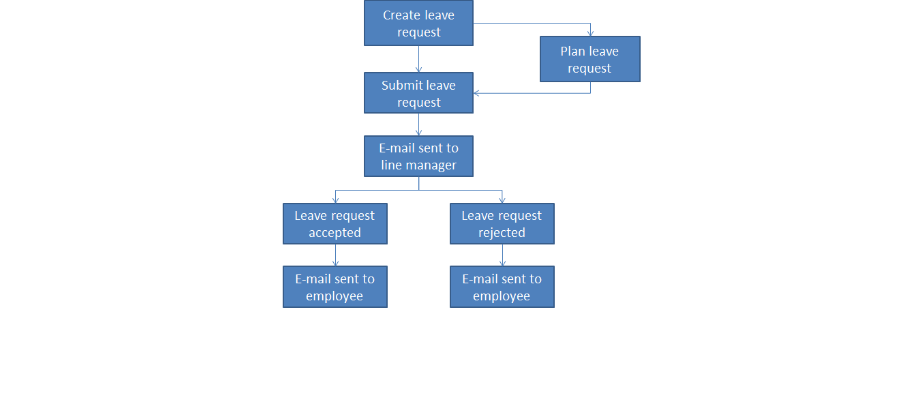 Create leave
request
Plan leave
request
Submit leave
request
E-mail sent to
line manager
Leave request
accepted
Leave request
rejected
E-mail sent to
employee
E-mail sent to
employee